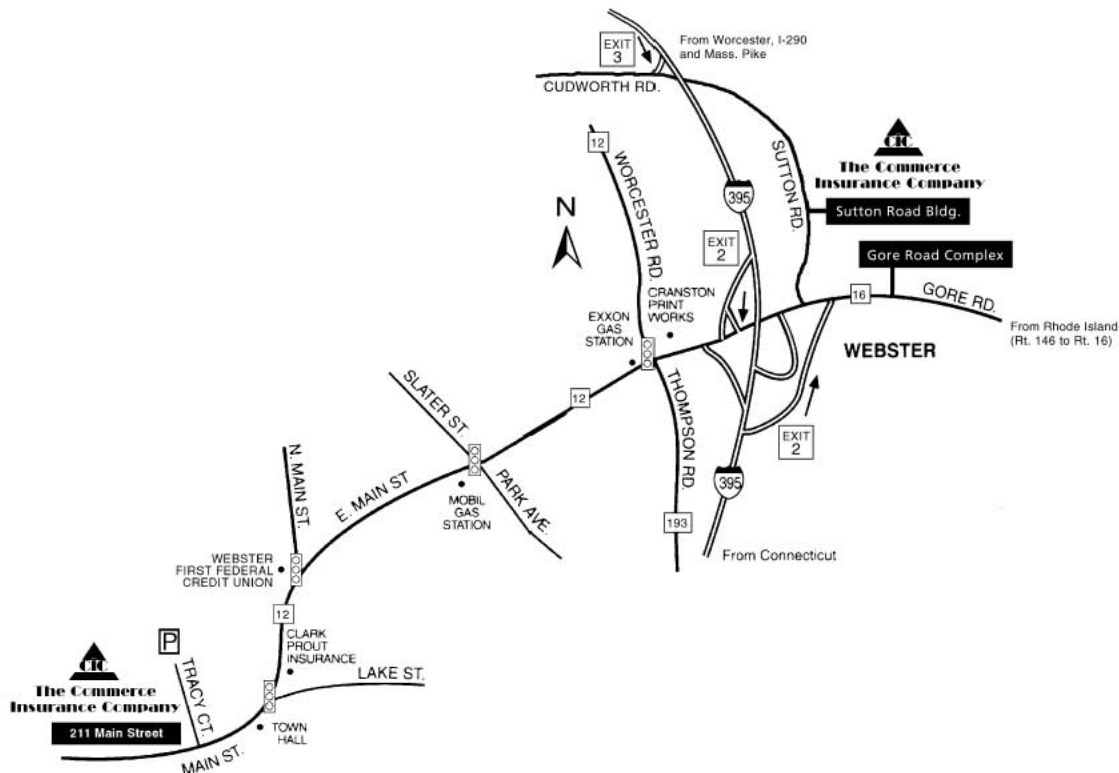 EXIT
3
From Worcester, I-290
and Mass. Pike
CUDWORTH RD.
12
WORCESTER RD.
SUTTON RD.
CIC
The Commerce
Insurance Company
Sutton Road Bldg.
395
N
EXIT
2
Gore Road Complex
CRANSTON
PRINT
WORKS
EXXON
GAS
STATION
16
GORE RD.
From Rhode Island
(Rt. 146 to Rt. 16)
WEBSTER
SLATER ST.
12
THOMPSON RD.
EXIT
2
N. MAIN ST.
E. MAIN ST
PARK AVE.
MOBIL
GAS
STATION
395
193
From Connecticut
WEBSTER
FIRST FEDERAL
CREDIT UNION
12
P
CLARK
PROUT
INSURANCE
LAKE ST.
CIC
The Commerce
Insurance Company
211 Main Street
TRACY CT.
TOWN
HALL
MAIN ST.